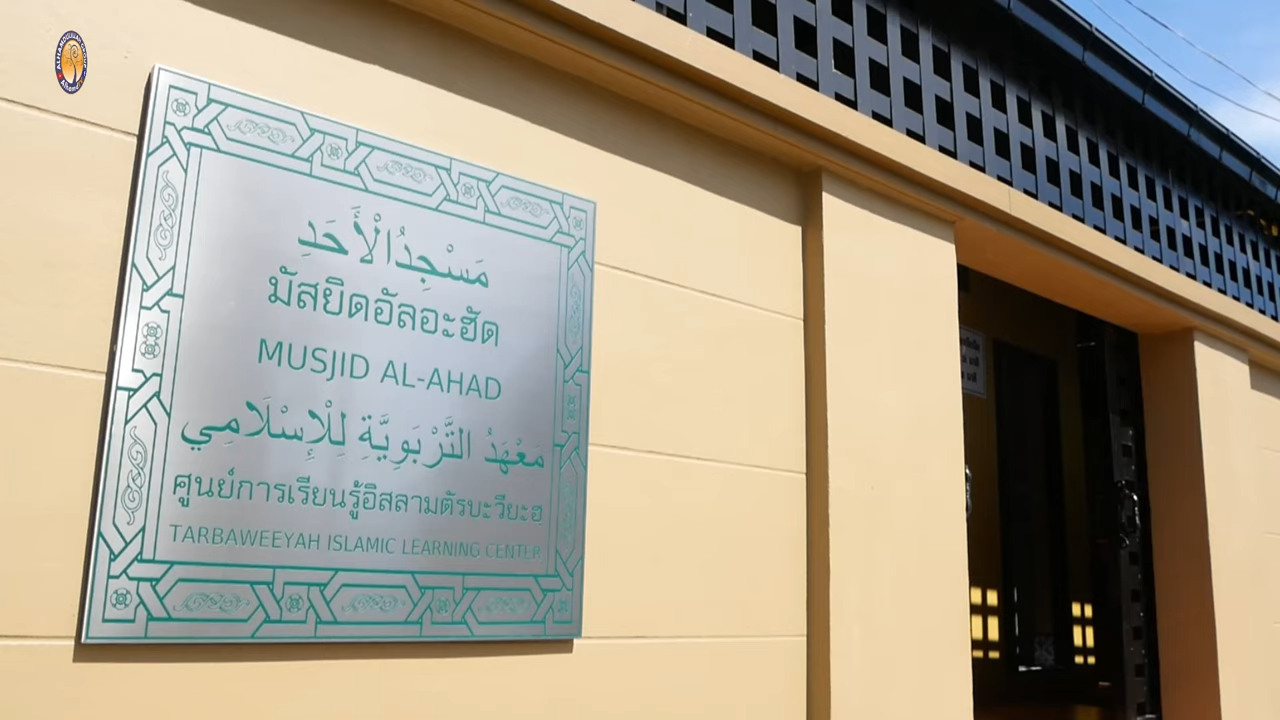 مَسْجِدُ الْأَحَدِ
มัสยิดอัลอะฮัด
MUSJID AL-AHAD
مَعْهَدُ التَّرْبَوِيَّةِ لِلْإِسْلَامِي
ศูนย์การเรียนรู้อิสลามตัรบะวียะฮ
TARBAWEEYAH ISLAMIC LEARNING CENTER